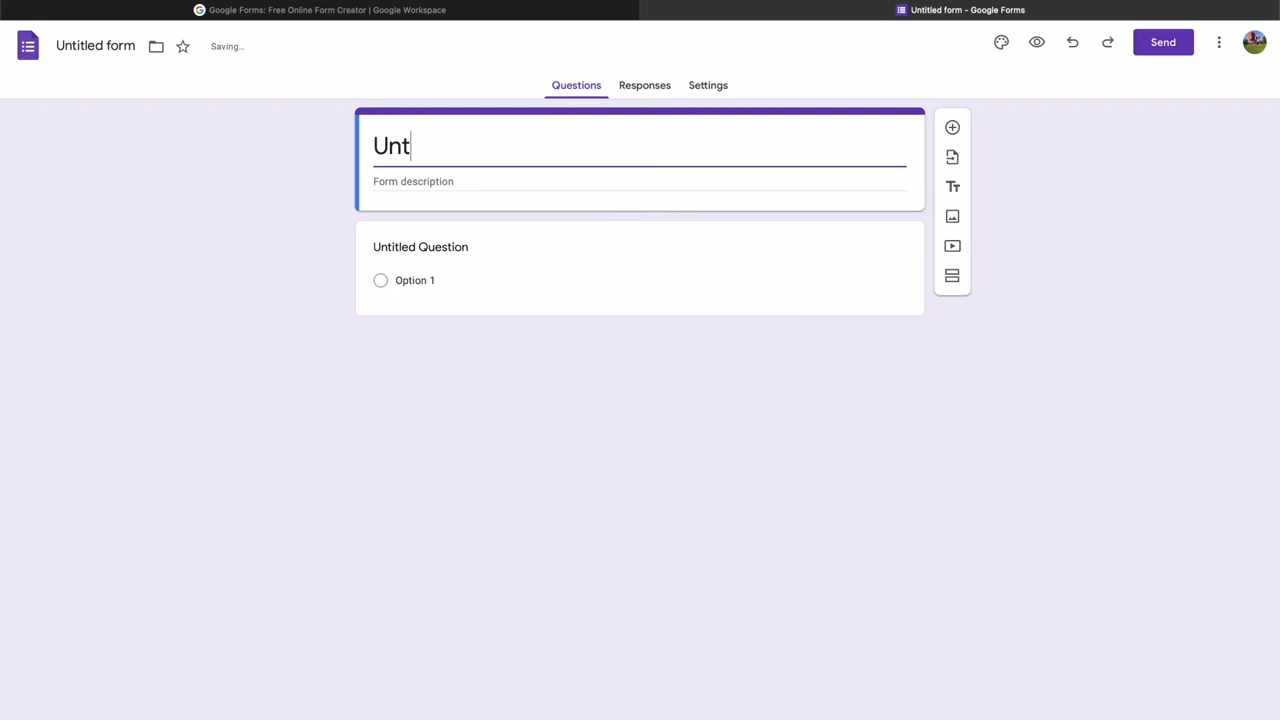 Google Forms: Free Online Form Creator | Google Workspace
Untitled form - Google Forms
Untitled form
Saving...
Send
Questions
Responses
Settings
Unt
Form description
Tт
Untitled Question
Option 1